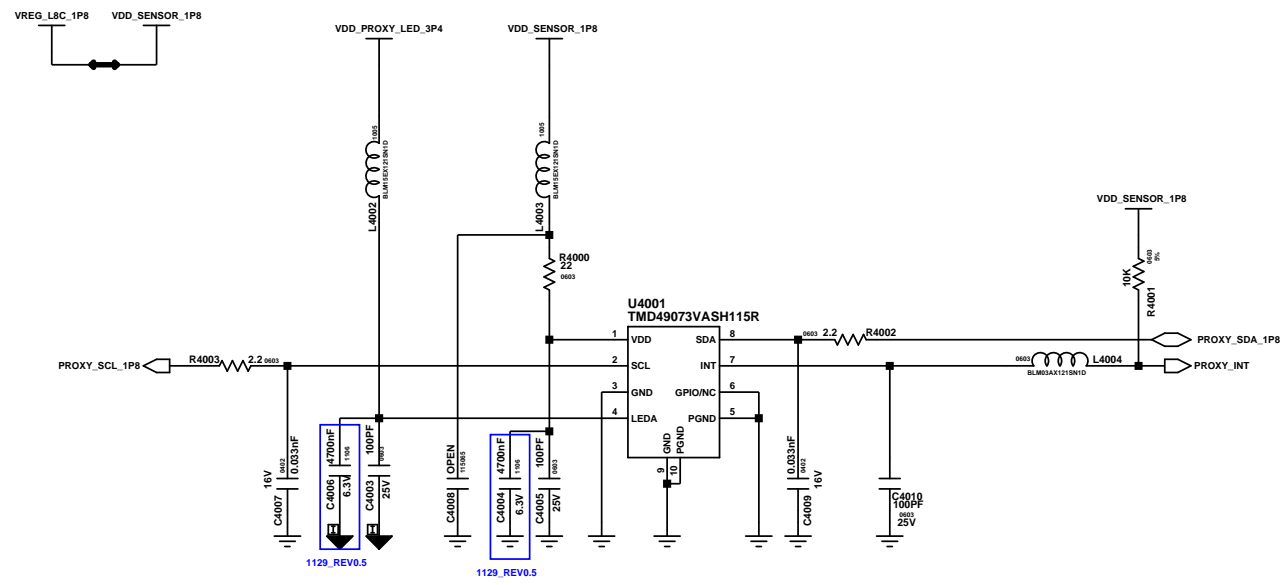 VREG_L8C_1P8
VDD_SENSOR_1P8
VDD_PROXY_LED_3P4
VDD_SENSOR_1P8
1005
BLM15EX121SN1D
L4002
1005
BLM15EX121SN1D
L4003
VDD_SENSOR_1P8
R4000
22
0603
10K
0603
5%
R4001
U4001
TMD49073VASH115R
1 VDD
2 SCL
3 GND
4 LEDA
SDA 8
INT 7
GPIO/NC 6
PGND 5
GND
PGND
9
10
0603 2.2 R4002
PROXY_SDA_1P8
PROXY_SCL_1P8
R4003 2.2 0603
0603
BLM03AX121SN1D
L4004
PROXY_INT
C4007
16V
0402
0.033nF
C4006
4700nF
1106
6.3V
C4003
100PF
0603
25V
C4008
OPEN
115065
C4004
4700nF
1106
6.3V
C4005
100PF
0603
25V
C4009
0.033nF
0402
16V
C4010
100PF
0603
25V
I
I
1129_REV0.5
1129_REV0.5